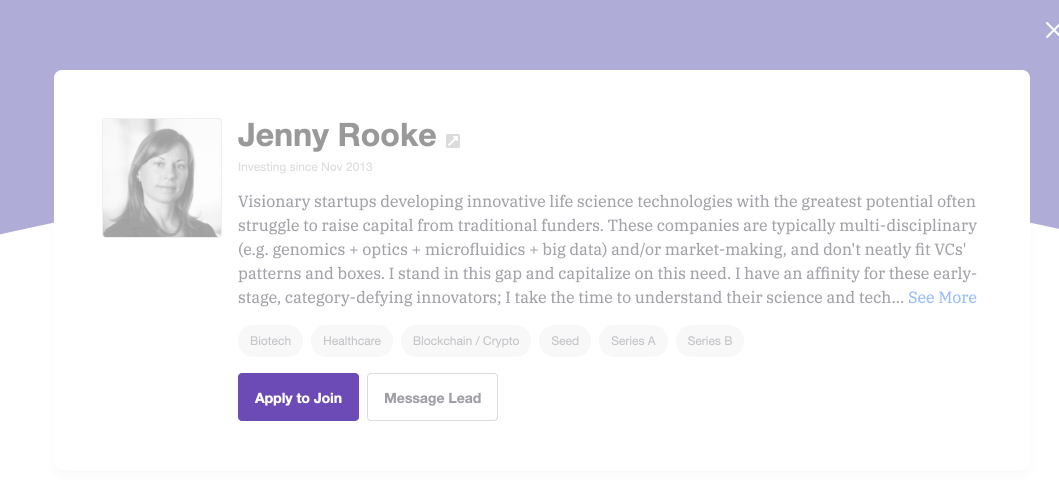 Jenny Rooke
Investing since Nov 2013
Visionary startups developing innovative life science technologies with the greatest potential often
struggle to raise capital from traditional funders. These companies are typically multi-disciplinary
(e.g. genomics + optics + microfluidics + big data) and/or market-making, and don't neatly fit VCs'
patterns and boxes. I stand in this gap and capitalize on this need. I have an affinity for these early-
stage, category-defying innovators; I take the time to understand their science and tech... See More
Biotech Healthcare Blockchain / Crypto Seed Series A Series B
Apply to Join Message Lead